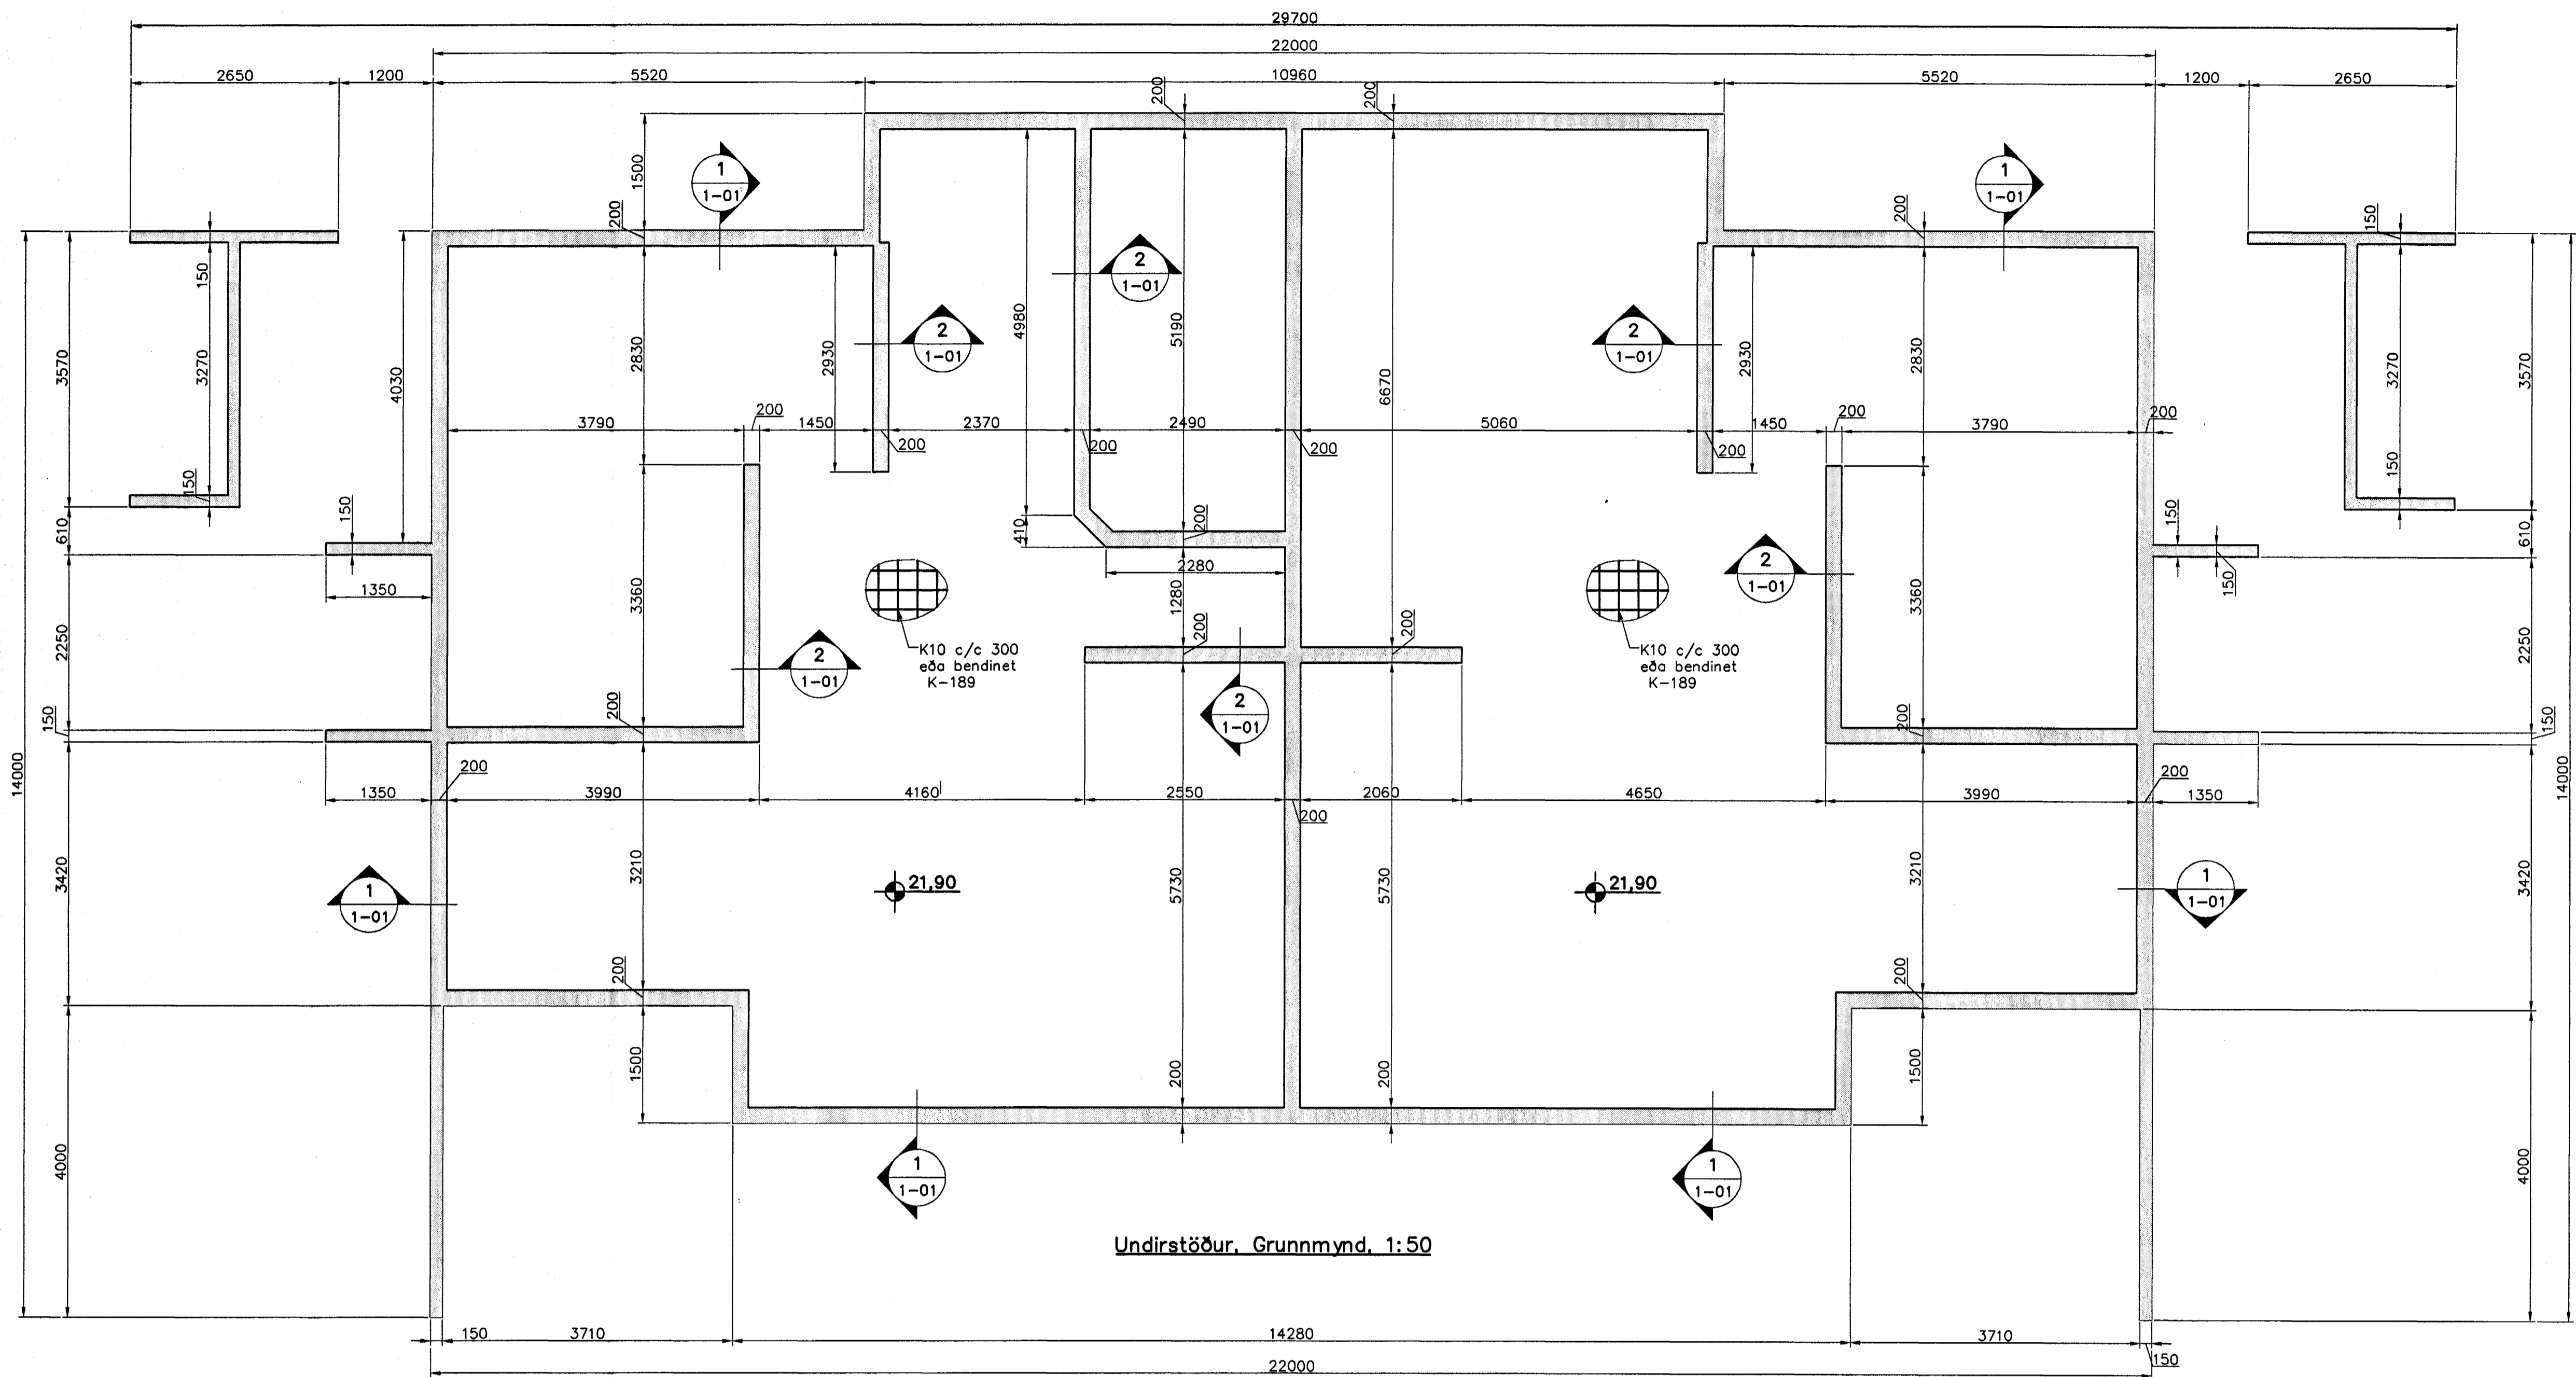 29700
22000
2650 1200 5520 10960 5520 1200 2650
200 200
1500
1
1-01
1
1-01
200 200
150 150
2
1-01
3570 3270 4030 2830 2930 4980 5190 6670 2930 2830 3270 3570
2
1-01
2
1-01
3790 200 1450 200 2370 200 2490 200 5060 200 1450 200 3790 200
150 150
610 150 410 200 150 610
2280
1350 150
2
1-01
3360 1280 3360
2250 2250
K10 c/c 300
eða bendinet
K-189
K10 c/c 300
eða bendinet
K-189
200 200
2
1-01
2
1-01
150 200 200 150
14000 14000
200 200
1350 3990 4160 2550 2060 4650 3990 1350
200
3420 3210 5730 5730 3210 3420
21,90 21,90
1
1-01
1
1-01
200 200
1500 200 200 1500
4000 4000
1
1-01
1
1-01
Undirstöður, Grunnmynd, 1:50
150 3710 14280 3710 150
22000